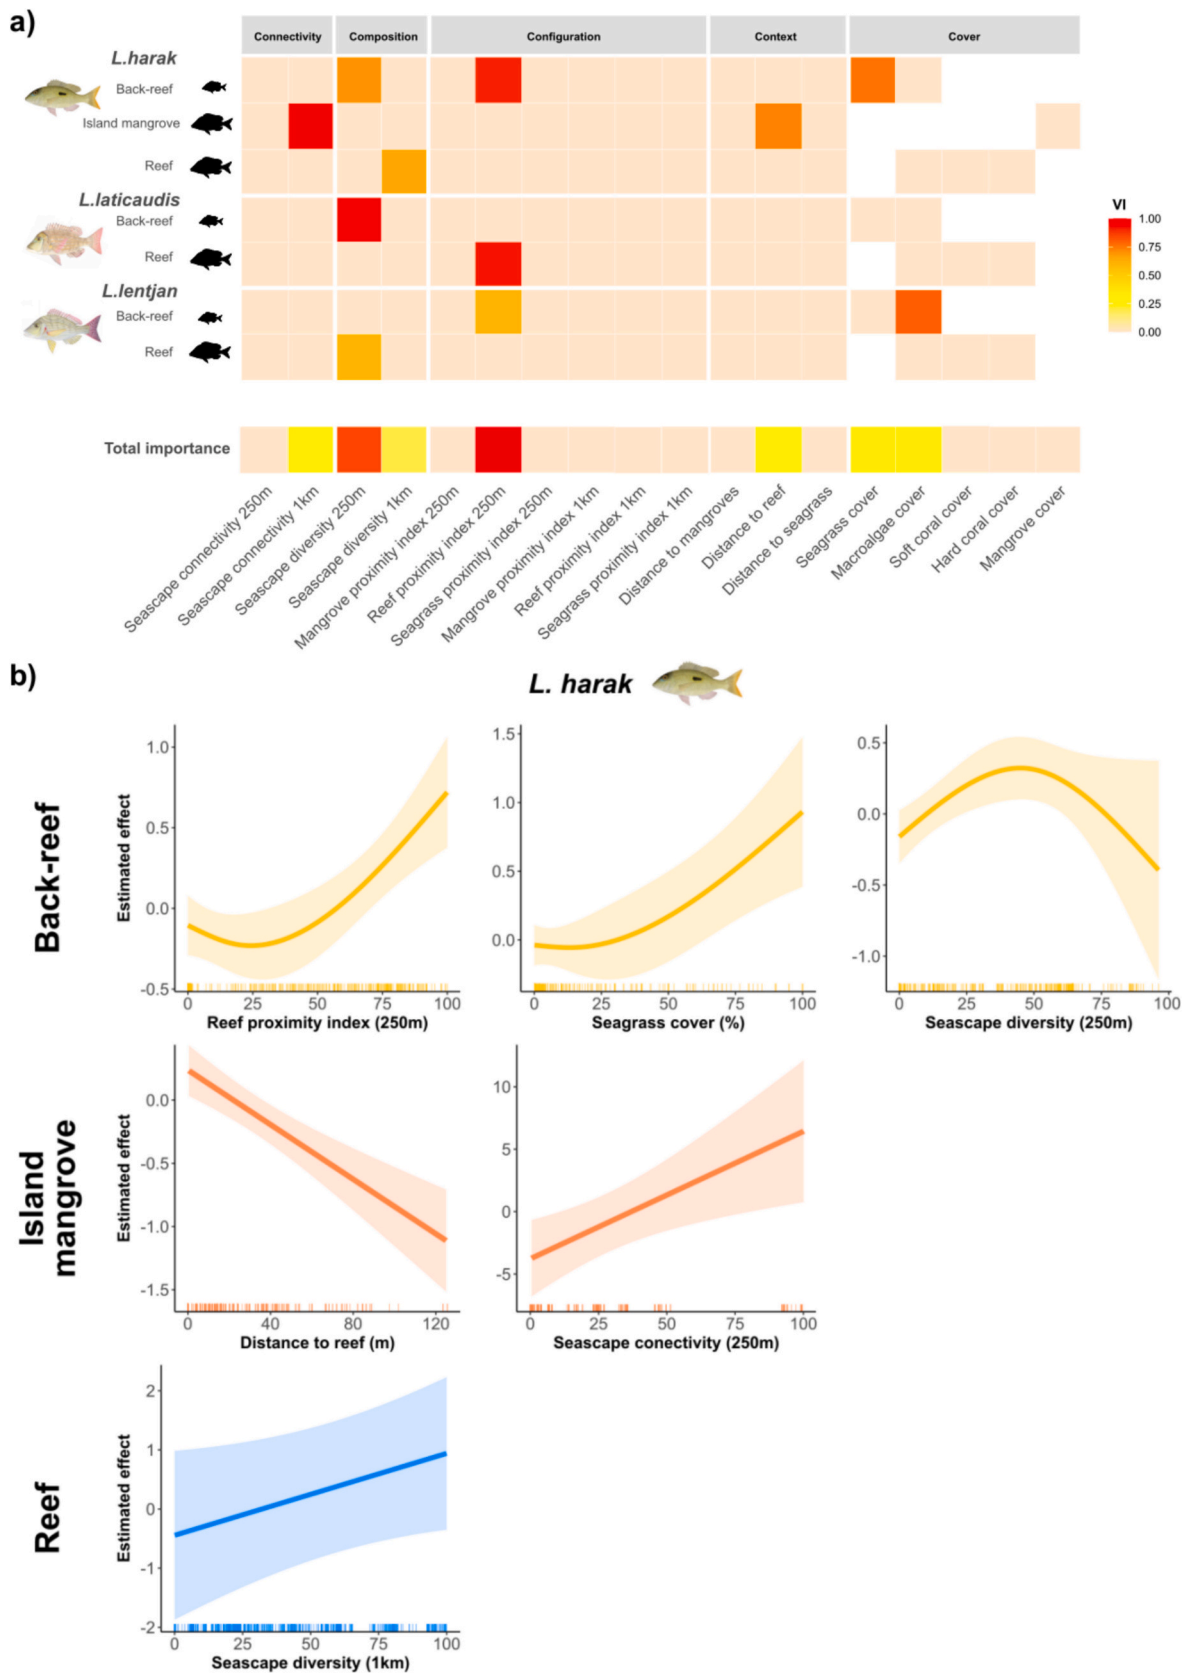 a)
Connectivity Composition Configuration Context Cover
L.harak
Back-reef
Island mangrove
Reef
L.laticaudis
Back-reef
Reef
L.lentjan
Back-reef
Reef
VI
1.00
0.75
0.50
0.25
0.00
Total importance
Seascape connectivity 250m
Seascape connectivity 1km
Seascape diversity 250m
Seascape diversity 1km
Mangrove proximity index 250m
Reef proximity index 250m
Seagrass proximity index 250m
Mangrove proximity index 1km
Reef proximity index 1km
Seagrass proximity index 1km
Distance to mangroves
Distance to reef
Distance to seagrass
Seagrass cover
Macroalgae cover
Soft coral cover
Hard coral cover
Mangrove cover
b)
L. harak
Back-reef
Estimated effect
1.0
0.5
0.0
-0.5
0 25 50 75 100
Reef proximity index (250m)
1.5
1.0
0.5
0.0
0 25 50 75 100
Seagrass cover (%)
0.5
0.0
-0.5
-1.0
0 25 50 75 100
Seascape diversity (250m)
Island
mangrove
Estimated effect
0.0
-0.5
-1.0
-1.5
0 40 80 120
Distance to reef (m)
10
5
0
-5
0 25 50 75 100
Seascape conectivity (250m)
Reef
Estimated effect
2
1
0
-1
-2
0 25 50 75 100
Seascape diversity (1km)